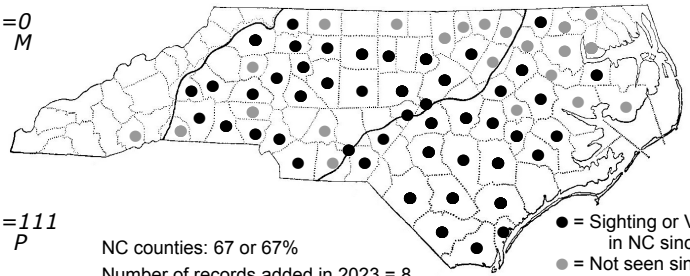 =0
M
=111
P
NC counties: 67 or 67%
● = Sighting or V
in NC sinc
Number of records added in 2023 = 8
● = Not seen sin